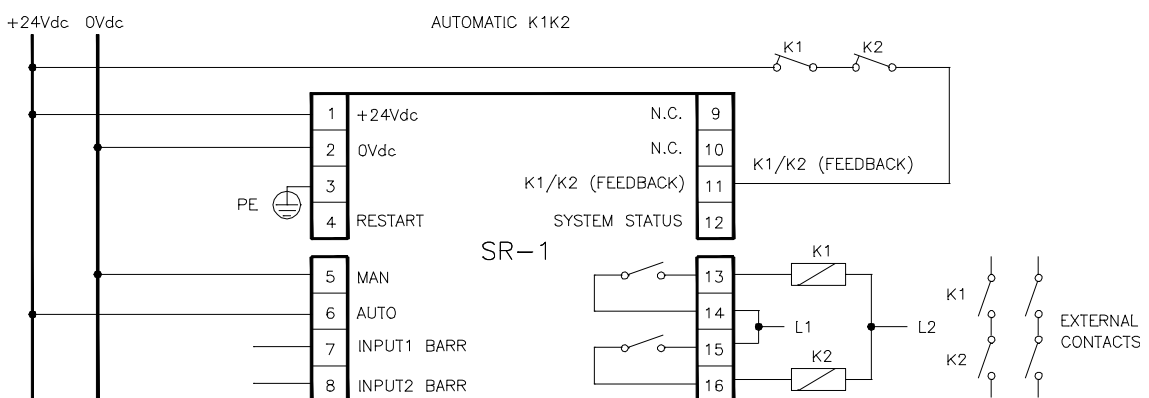 +24Vdc 0Vdc AUTOMATIC K1K2
K1 K2
1 +24Vdc N.C. 9
2 0Vdc N.C. 10
K1/K2 (FEEDBACK)
3 K1/K2 (FEEDBACK) 11
PE
4 RESTART SYSTEM STATUS 12
SR-1
K1
5 MAN 13
K1
6 AUTO 14
L1 L2
EXTERNAL
CONTACTS
7 INPUT1 BARR 15
K2
K2
8 INPUT2 BARR 16